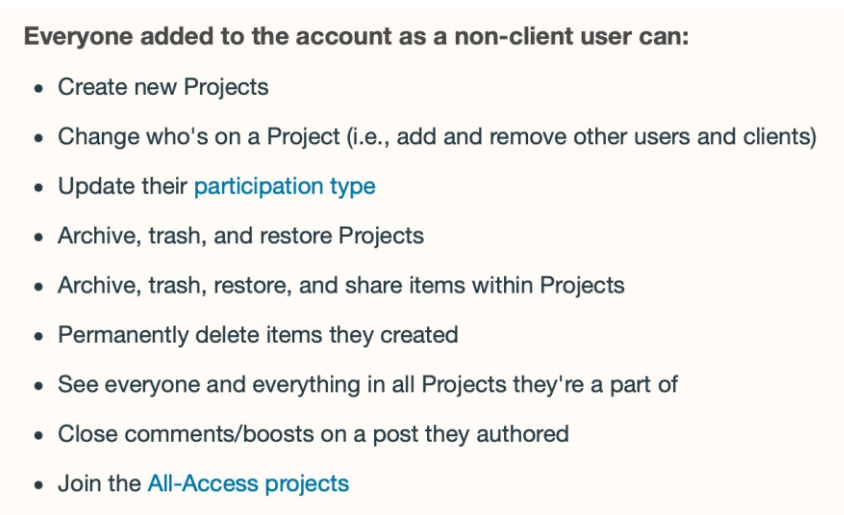 Everyone added to the account as a non-client user can:
• Create new Projects
• Change who's on a Project (i.e., add and remove other users and clients)
• Update their participation type
• Archive, trash, and restore Projects
• Archive, trash, restore, and share items within Projects
• Permanently delete items they created
• See everyone and everything in all Projects they're a part of
• Close comments/boosts on a post they authored
• Join the All-Access projects